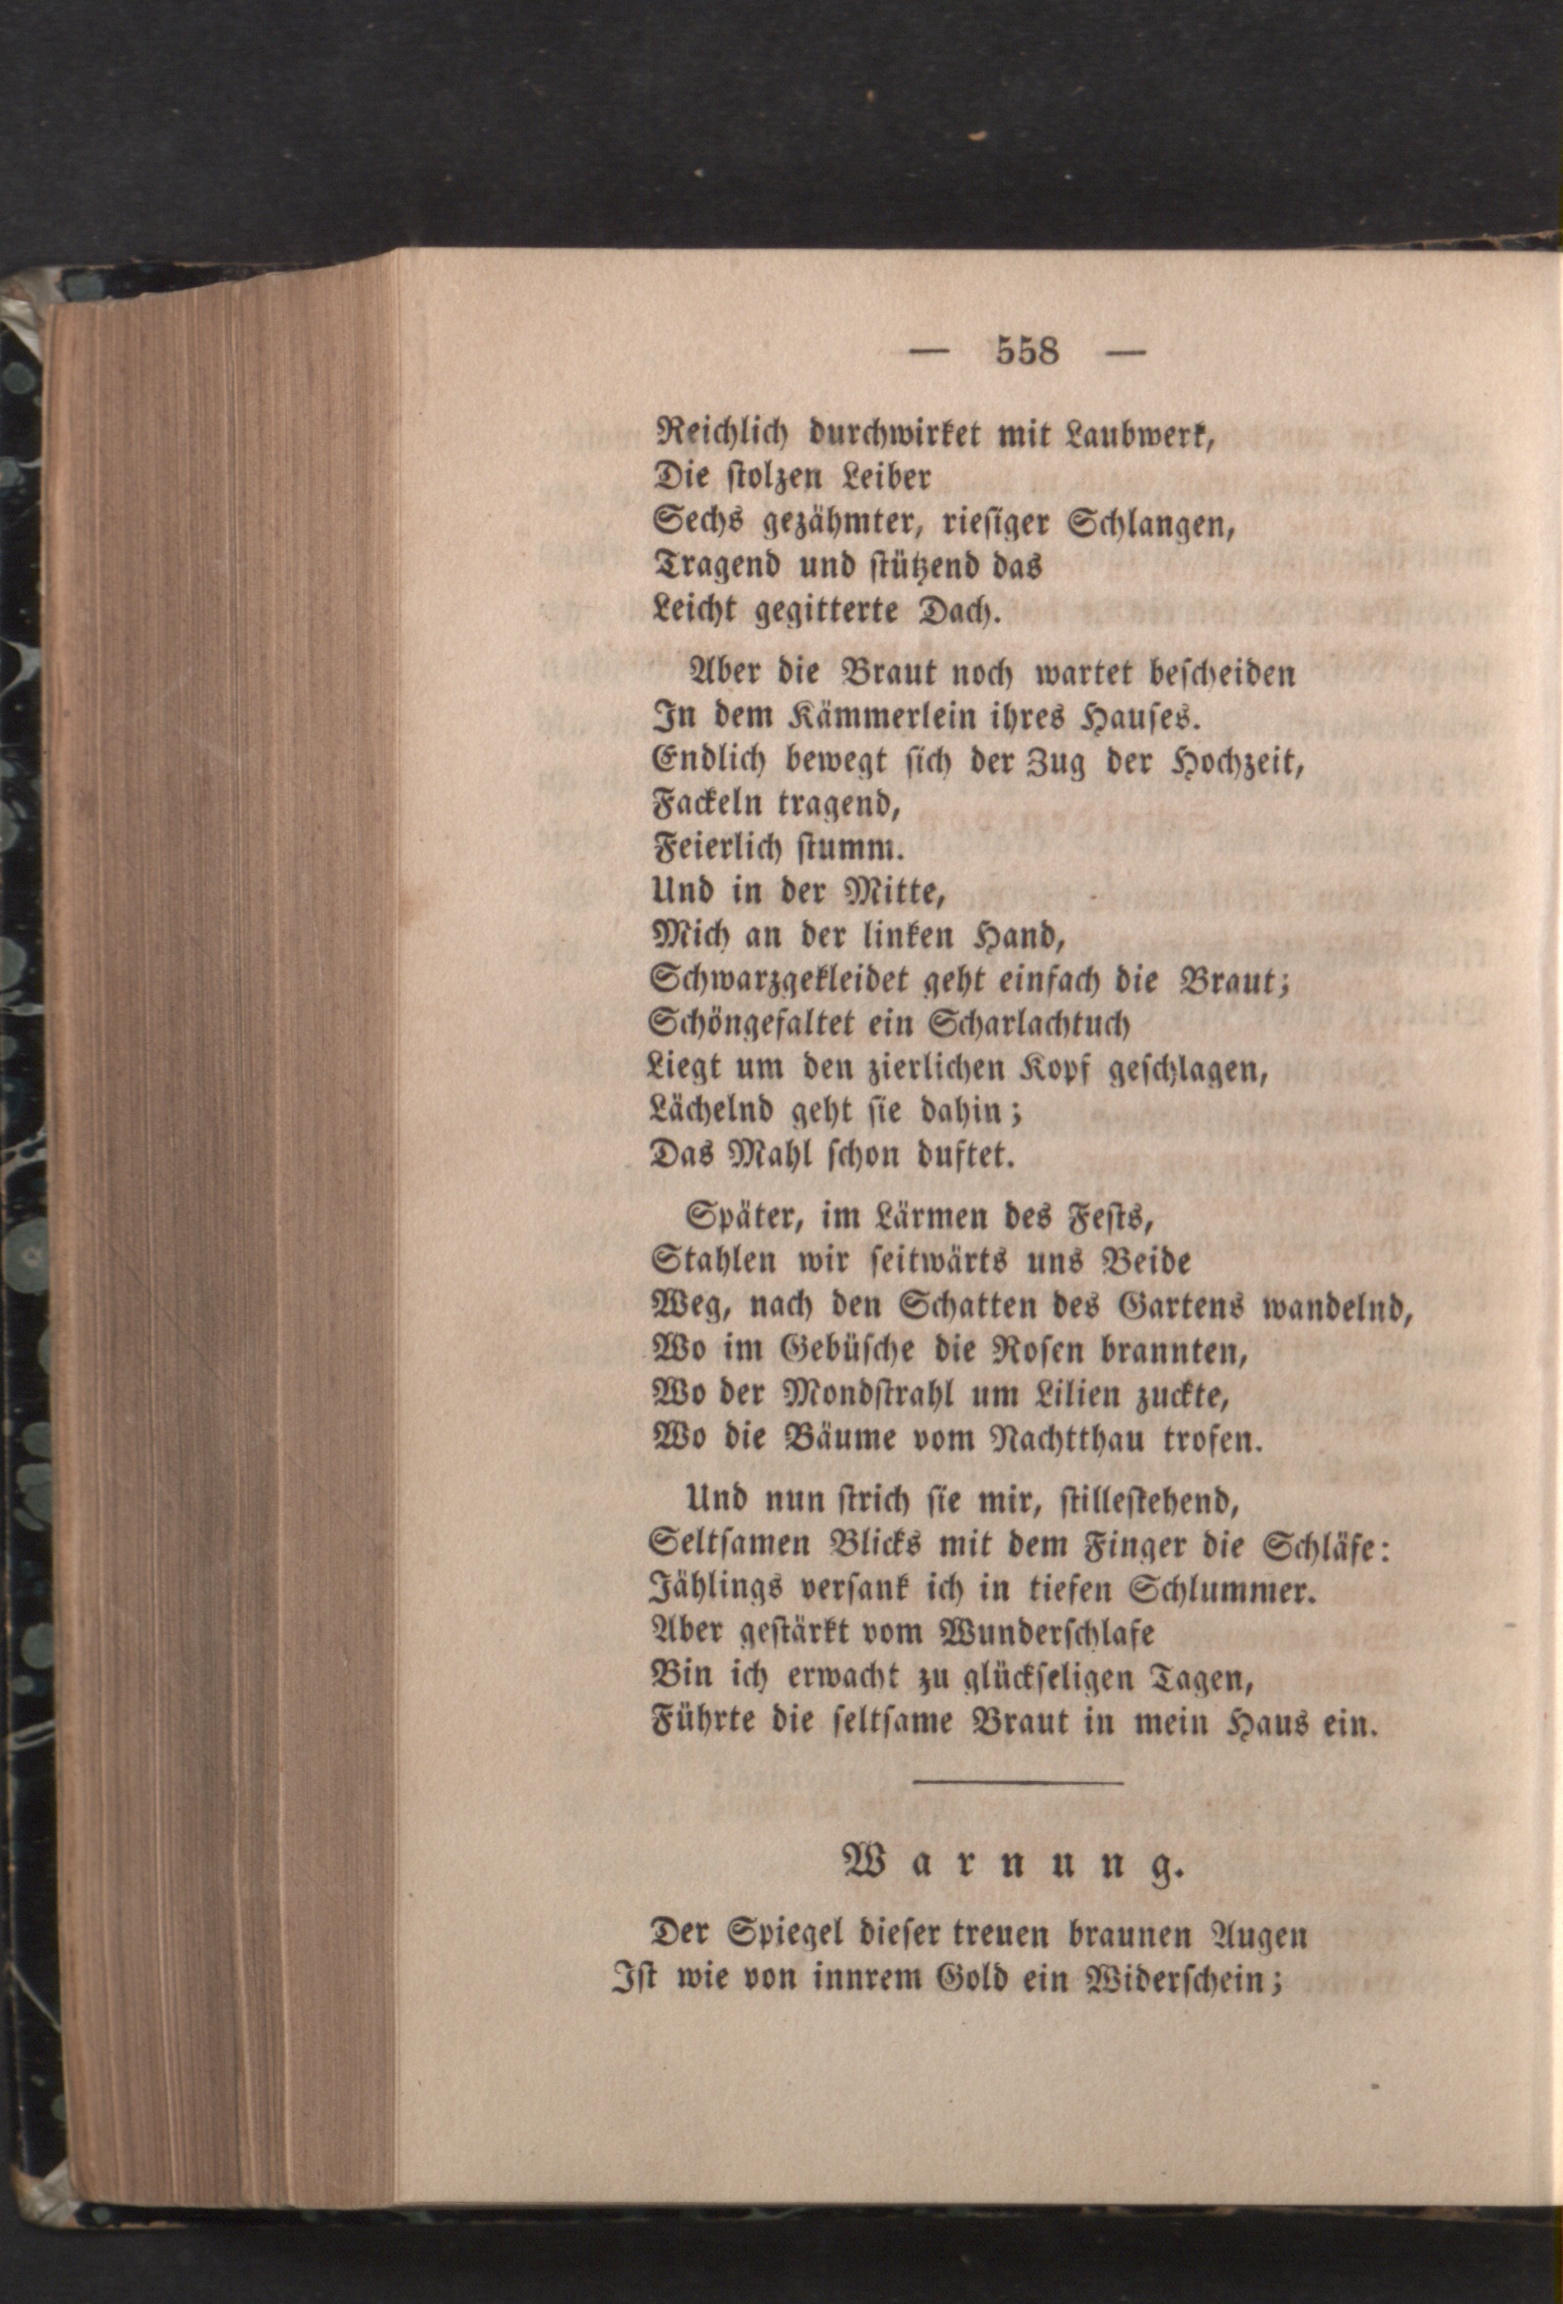 — 558 —
Reichlich durchwirket mit Laubwerk,
Die ſtolzen Leiber
Sechs gezähmter, rieſiger Schlangen,
Tragend und ſtützend das
Leicht gegitterte Dach.
Aber die Braut noch wartet beſcheiden
In dem Kämmerlein ihres Hauſes.
Endlich bewegt ſich der Zug der Hochzeit,
Fackeln tragend,
Feierlich ſtumm.
Und in der Mitte,
Mich an der linken Hand,
Schwarzgekleidet geht einfach die Braut;
Schöngefaltet ein Scharlachtuch
Liegt um den zierlichen Kopf geſchlagen,
Lächelnd geht ſie dahin;
Das Mahl ſchon duftet.
Später, im Lärmen des Feſts,
Stahlen wir ſeitwärts uns Beide
Weg, nach den Schatten des Gartens wandelnd,
Wo im Gebüſche die Roſen brannten,
Wo der Mondſtrahl um Lilien zuckte,
Wo die Bäume vom Nachtthau trofen.
Und nun ſtrich ſie mir, ſtilleſtehend,
Seltſamen Blicks mit dem Finger die Schläfe:
Jählings verſank ich in tiefen Schlummer.
Aber geſtärkt vom Wunderſchlafe
Bin ich erwacht zu glückſeligen Tagen,
Führte die ſeltſame Braut in mein Haus ein.
Warnung.
Der Spiegel dieſer treuen braunen Augen
Iſt wie von innrem Gold ein Widerſchein;